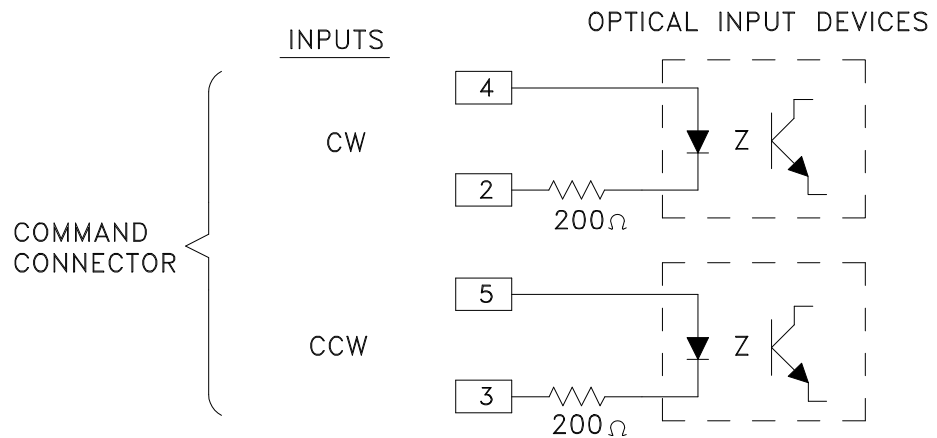 OPTICAL INPUT DEVICES
INPUTS
4
CW
Z
2
200Ω
COMMAND
CONNECTOR
5
CCW
Z
3
200Ω